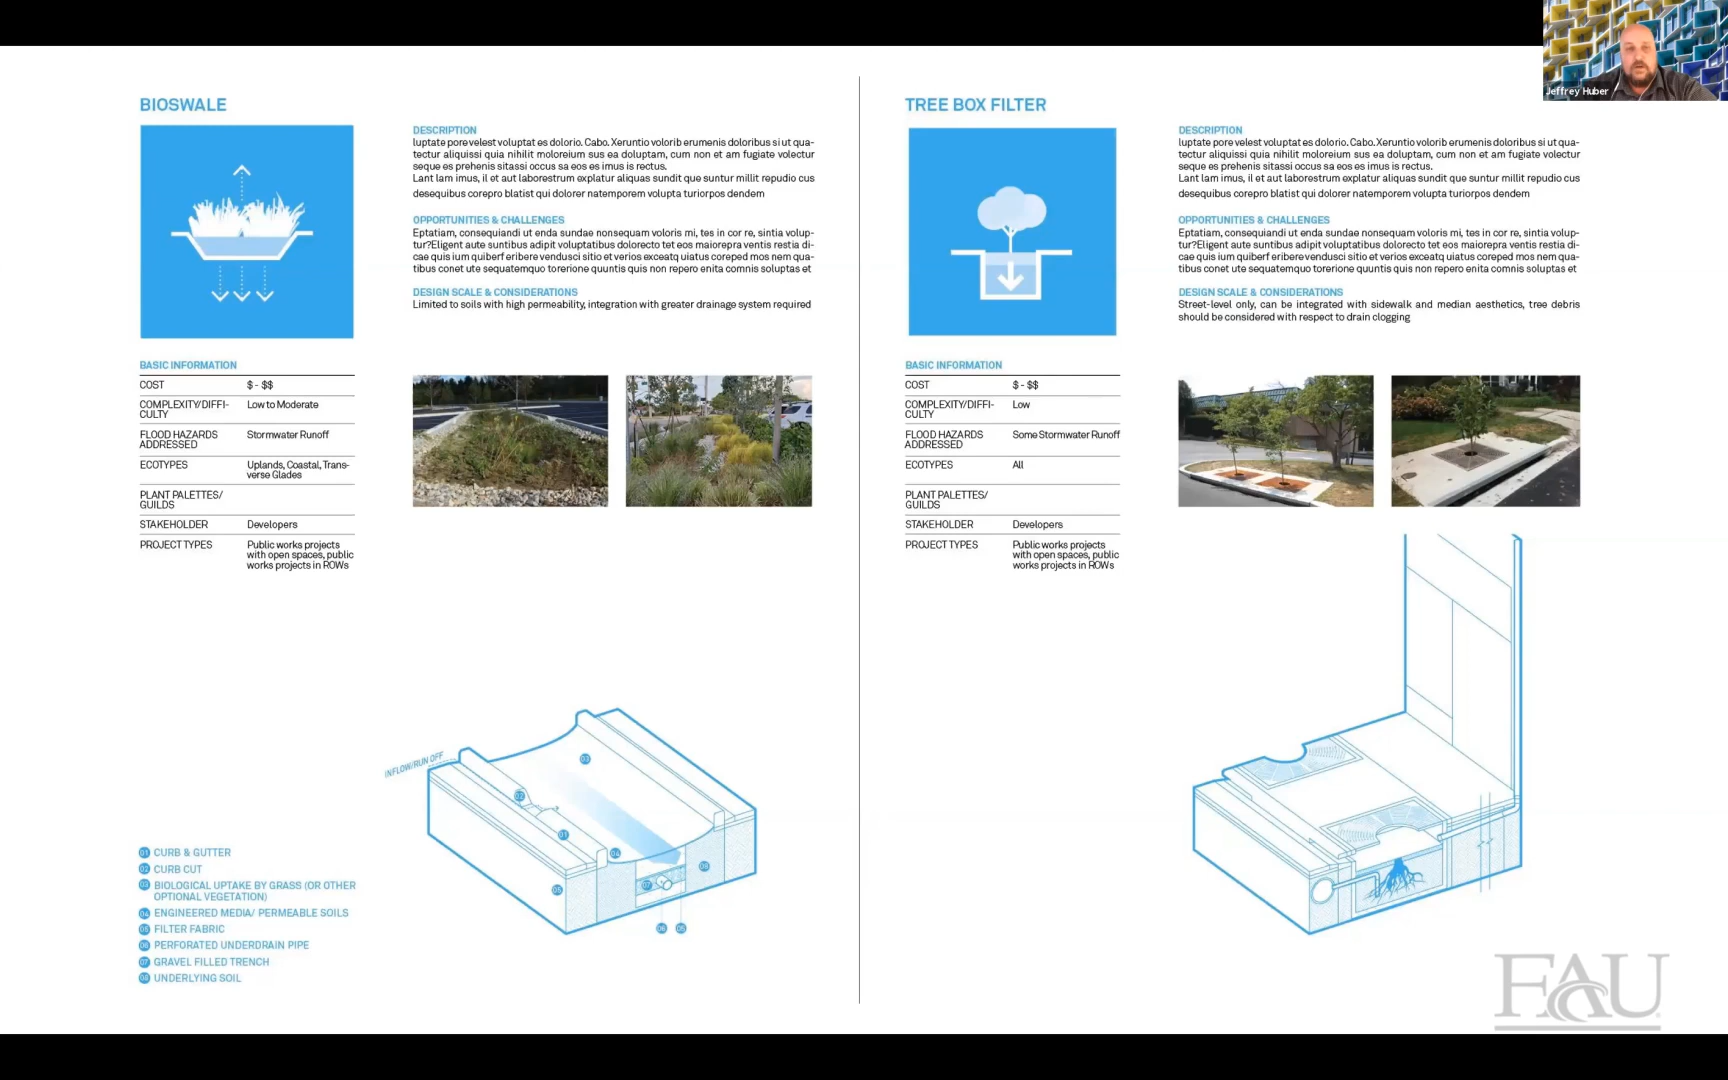 Jeffrey Huber
BIOSWALE
DESCRIPTION
luptate pore velest voluptat es dolorio. Cabo. Xeruntio volorib erumenis doloribus si ut qua-
tectur aliquissi quia nihilit moloreium sus ea doluptam, cum non et am fugiate volectur
seque es prehenis sitassi occus sa eos es imus is rectus.
Lant lam imus, il et aut laborestrum explatur aliquas sundit que suntur millit repudio cus
desequibus corepro blatist qui dolorer natemporem volupta turiorpos dendem
OPPORTUNITIES & CHALLENGES
Eptatiam, consequiandi ut enda sundae nonsequam voloris mi, tes in cor re, sintia volup-
tur?Eligent aute suntibus adipit voluptatibus dolorecto tet eos maiorepra ventis restia di-
cae quis ium quiberf eribere vendusci sitio et verios exceatq uiatus coreped mos nem qua-
tibus conet ute sequatemquo torerione quuntis quis non repero enita comnis soluptas et
DESIGN SCALE & CONSIDERATIONS
Limited to soils with high permeability, integration with greater drainage system required
BASIC INFORMATION
COST $ - $$
COMPLEXITY/DIFFI- Low to Moderate
CULTY
FLOOD HAZARDS Stormwater Runoff
ADDRESSED
ECOTYPES Uplands, Coastal, Trans-
verse Glades
PLANT PALETTES/
GUILDS
STAKEHOLDER Developers
PROJECT TYPES Public works projects
with open spaces, public
works projects in ROWs
INFLOW/RUN OFF
03
02
01
04
05
08
07
06
05
01 CURB & GUTTER
02 CURB CUT
03 BIOLOGICAL UPTAKE BY GRASS (OR OTHER
OPTIONAL VEGETATION)
04 ENGINEERED MEDIA/ PERMEABLE SOILS
05 FILTER FABRIC
06 PERFORATED UNDERDRAIN PIPE
07 GRAVEL FILLED TRENCH
08 UNDERLYING SOIL
TREE BOX FILTER
DESCRIPTION
luptate pore velest voluptat es dolorio. Cabo. Xeruntio volorib erumenis doloribus si ut qua-
tectur aliquissi quia nihilit moloreium sus ea doluptam, cum non et am fugiate volectur
seque es prehenis sitassi occus sa eos es imus is rectus.
Lant lam imus, il et aut laborestrum explatur aliquas sundit que suntur millit repudio cus
desequibus corepro blatist qui dolorer natemporem volupta turiorpos dendem
OPPORTUNITIES & CHALLENGES
Eptatiam, consequiandi ut enda sundae nonsequam voloris mi, tes in cor re, sintia volup-
tur?Eligent aute suntibus adipit voluptatibus dolorecto tet eos maiorepra ventis restia di-
cae quis ium quiberf eribere vendusci sitio et verios exceatq uiatus coreped mos nem qua-
tibus conet ute sequatemquo torerione quuntis quis non repero enita comnis soluptas et
DESIGN SCALE & CONSIDERATIONS
Street-level only, can be integrated with sidewalk and median aesthetics, tree debris
should be considered with respect to drain clogging
BASIC INFORMATION
COST $ - $$
COMPLEXITY/DIFFI- Low
CULTY
FLOOD HAZARDS Some Stormwater Runoff
ADDRESSED
ECOTYPES All
PLANT PALETTES/
GUILDS
STAKEHOLDER Developers
PROJECT TYPES Public works projects
with open spaces, public
works projects in ROWs
FAU